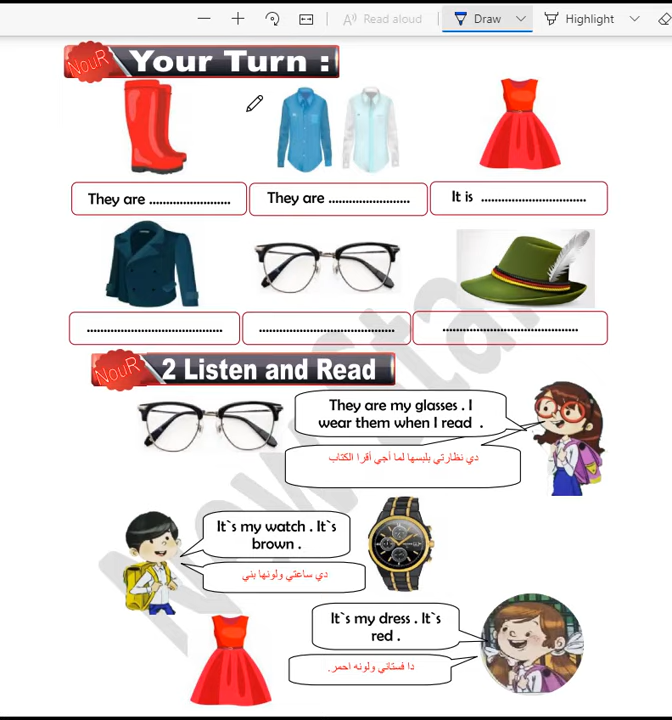 Read aloud
Draw
Highlight
NouR
Your Turn :
They are ........................
They are ........................
It is ...............................
........................................
................................................
........................................
NouR
2 Listen and Read
They are my glasses . I
wear them when I read .
دي نظارتي بلبسها لما أجي أقرا الكتاب
It`s my watch . It`s
brown .
دي ساعتي ولونها بني
It`s my dress . It`s
red .
دا فستاني ولونه احمر.